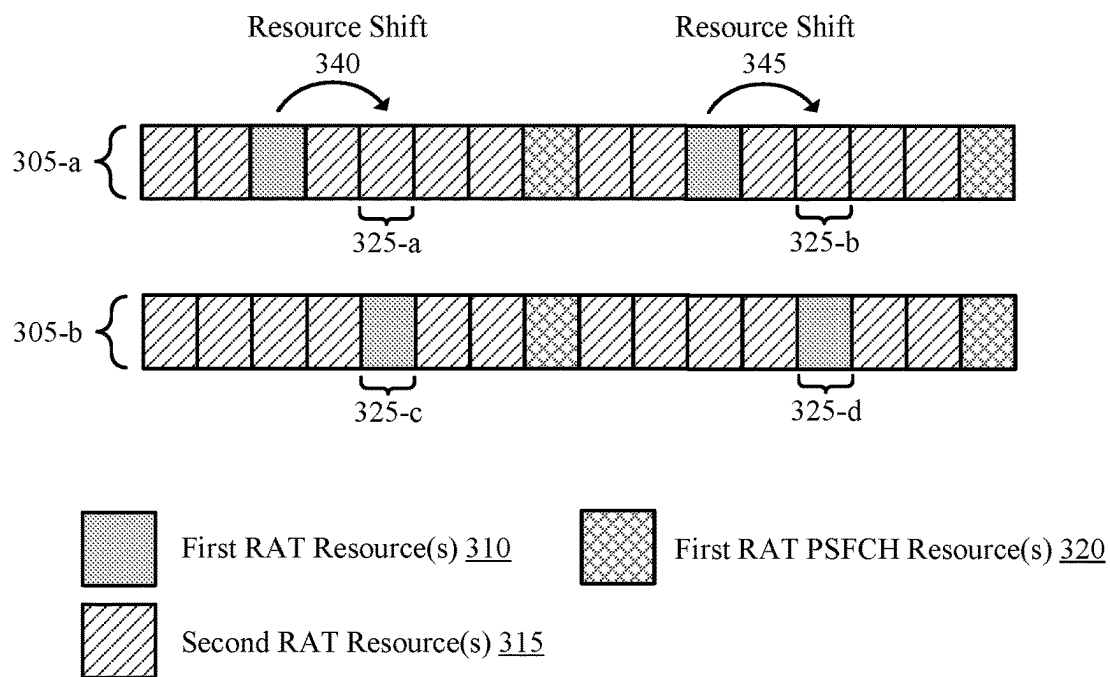 Resource Shift
340
Resource Shift
345
305-a
325-a
325-b
305-b
325-c
325-d
First RAT Resource(s) 310
First RAT PSFCH Resource(s) 320
Second RAT Resource(s) 315